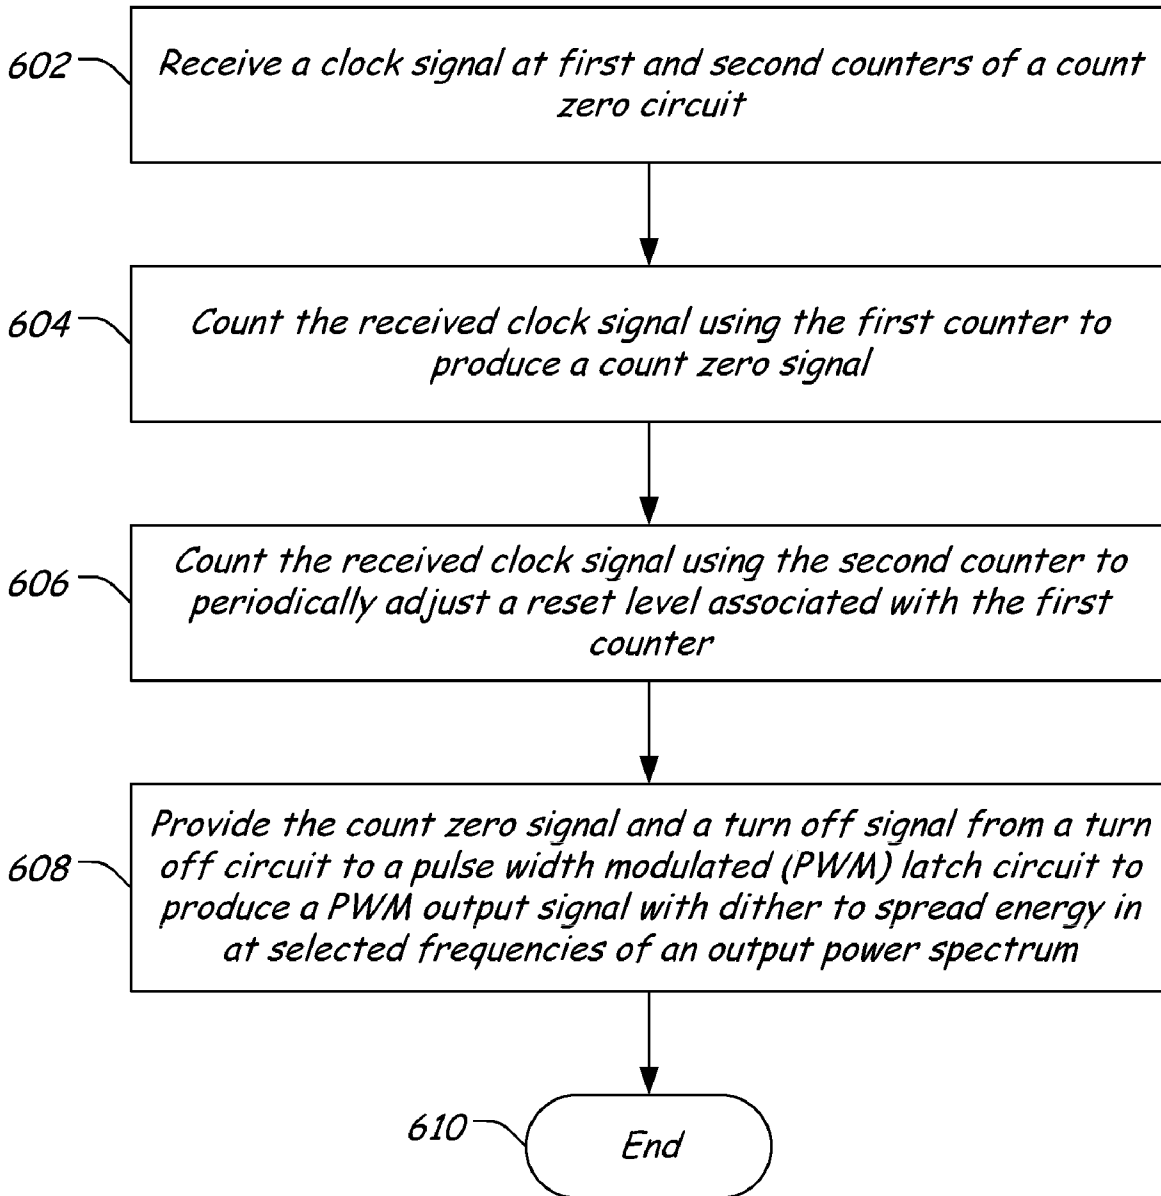 602
Receive a clock signal at first and second counters of a count
zero circuit
604
Count the received clock signal using the first counter to
produce a count zero signal
606
Count the received clock signal using the second counter to
periodically adjust a reset level associated with the first
counter
608
Provide the count zero signal and a turn off signal from a turn
off circuit to a pulse width modulated (PWM) latch circuit to
produce a PWM output signal with dither to spread energy in
at selected frequencies of an output power spectrum
610
End